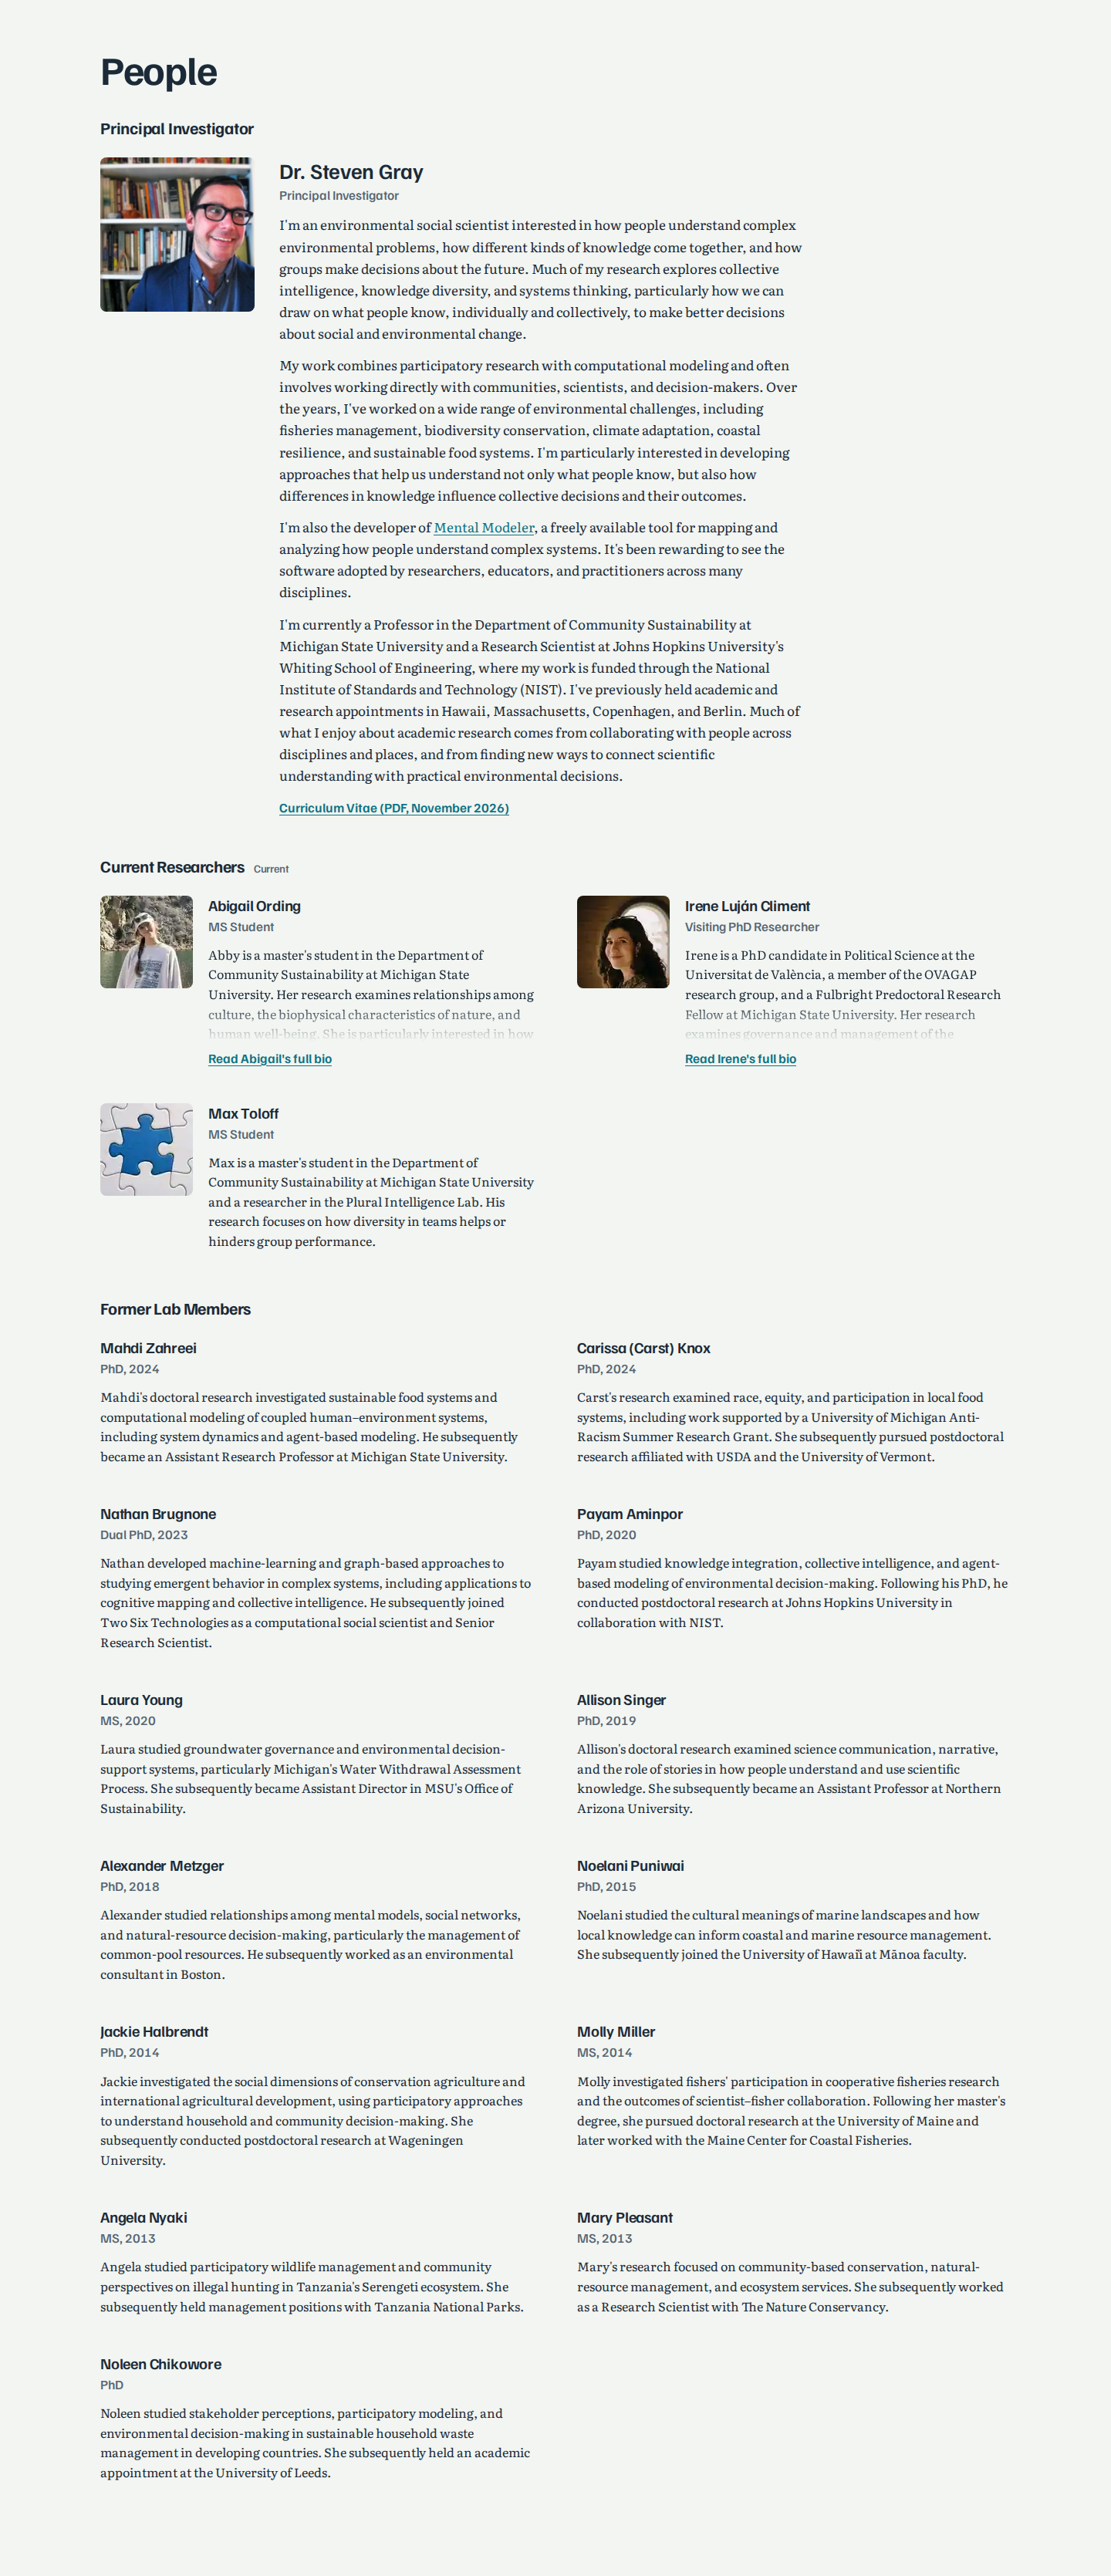 People
Principal Investigator
Dr. Steven Gray
Principal Investigator
I'm an environmental social scientist interested in how people understand complex
environmental problems, how different kinds of knowledge come together, and how
groups make decisions about the future. Much of my research explores collective
intelligence, knowledge diversity, and systems thinking, particularly how we can
draw on what people know, individually and collectively, to make better decisions
about social and environmental change.
My work combines participatory research with computational modeling and often
involves working directly with communities, scientists, and decision-makers. Over
the years, I've worked on a wide range of environmental challenges, including
fisheries management, biodiversity conservation, climate adaptation, coastal
resilience, and sustainable food systems. I'm particularly interested in developing
approaches that help us understand not only what people know, but also how
differences in knowledge influence collective decisions and their outcomes.
I'm also the developer of Mental Modeler, a freely available tool for mapping and
analyzing how people understand complex systems. It's been rewarding to see the
software adopted by researchers, educators, and practitioners across many
disciplines.
I'm currently a Professor in the Department of Community Sustainability at
Michigan State University and a Research Scientist at Johns Hopkins University's
Whiting School of Engineering, where my work is funded through the National
Institute of Standards and Technology (NIST). I've previously held academic and
research appointments in Hawaii, Massachusetts, Copenhagen, and Berlin. Much of
what I enjoy about academic research comes from collaborating with people across
disciplines and places, and from finding new ways to connect scientific
understanding with practical environmental decisions.
Curriculum Vitae (PDF, November 2026)
Current Researchers Current
Abigail Ording
MS Student
Abby is a master's student in the Department of
Community Sustainability at Michigan State
University. Her research examines relationships among
culture, the biophysical characteristics of nature, and
human well-being. She is particularly interested in how
Read Abigail's full bio
Irene Luján Climent
Visiting PhD Researcher
Irene is a PhD candidate in Political Science at the
Universitat de València, a member of the OVAGAP
research group, and a Fulbright Predoctoral Research
Fellow at Michigan State University. Her research
examines governance and management of the
Read Irene's full bio
Max Toloff
MS Student
Max is a master's student in the Department of
Community Sustainability at Michigan State University
and a researcher in the Plural Intelligence Lab. His
research focuses on how diversity in teams helps or
hinders group performance.
Former Lab Members
Mahdi Zahreei
PhD, 2024
Mahdi's doctoral research investigated sustainable food systems and
computational modeling of coupled human–environment systems,
including system dynamics and agent-based modeling. He subsequently
became an Assistant Research Professor at Michigan State University.
Carissa (Carst) Knox
PhD, 2024
Carst's research examined race, equity, and participation in local food
systems, including work supported by a University of Michigan Anti-
Racism Summer Research Grant. She subsequently pursued postdoctoral
research affiliated with USDA and the University of Vermont.
Nathan Brugnone
Dual PhD, 2023
Nathan developed machine-learning and graph-based approaches to
studying emergent behavior in complex systems, including applications to
cognitive mapping and collective intelligence. He subsequently joined
Two Six Technologies as a computational social scientist and Senior
Research Scientist.
Payam Aminpor
PhD, 2020
Payam studied knowledge integration, collective intelligence, and agent-
based modeling of environmental decision-making. Following his PhD, he
conducted postdoctoral research at Johns Hopkins University in
collaboration with NIST.
Laura Young
MS, 2020
Laura studied groundwater governance and environmental decision-
support systems, particularly Michigan's Water Withdrawal Assessment
Process. She subsequently became Assistant Director in MSU's Office of
Sustainability.
Allison Singer
PhD, 2019
Allison's doctoral research examined science communication, narrative,
and the role of stories in how people understand and use scientific
knowledge. She subsequently became an Assistant Professor at Northern
Arizona University.
Alexander Metzger
PhD, 2018
Alexander studied relationships among mental models, social networks,
and natural-resource decision-making, particularly the management of
common-pool resources. He subsequently worked as an environmental
consultant in Boston.
Noelani Puniwai
PhD, 2015
Noelani studied the cultural meanings of marine landscapes and how
local knowledge can inform coastal and marine resource management.
She subsequently joined the University of Hawaiʻi at Mānoa faculty.
Jackie Halbrendt
PhD, 2014
Jackie investigated the social dimensions of conservation agriculture and
international agricultural development, using participatory approaches
to understand household and community decision-making. She
subsequently conducted postdoctoral research at Wageningen
University.
Molly Miller
MS, 2014
Molly investigated fishers' participation in cooperative fisheries research
and the outcomes of scientist–fisher collaboration. Following her master's
degree, she pursued doctoral research at the University of Maine and
later worked with the Maine Center for Coastal Fisheries.
Angela Nyaki
MS, 2013
Angela studied participatory wildlife management and community
perspectives on illegal hunting in Tanzania's Serengeti ecosystem. She
subsequently held management positions with Tanzania National Parks.
Mary Pleasant
MS, 2013
Mary's research focused on community-based conservation, natural-
resource management, and ecosystem services. She subsequently worked
as a Research Scientist with The Nature Conservancy.
Noleen Chikowore
PhD
Noleen studied stakeholder perceptions, participatory modeling, and
environmental decision-making in sustainable household waste
management in developing countries. She subsequently held an academic
appointment at the University of Leeds.